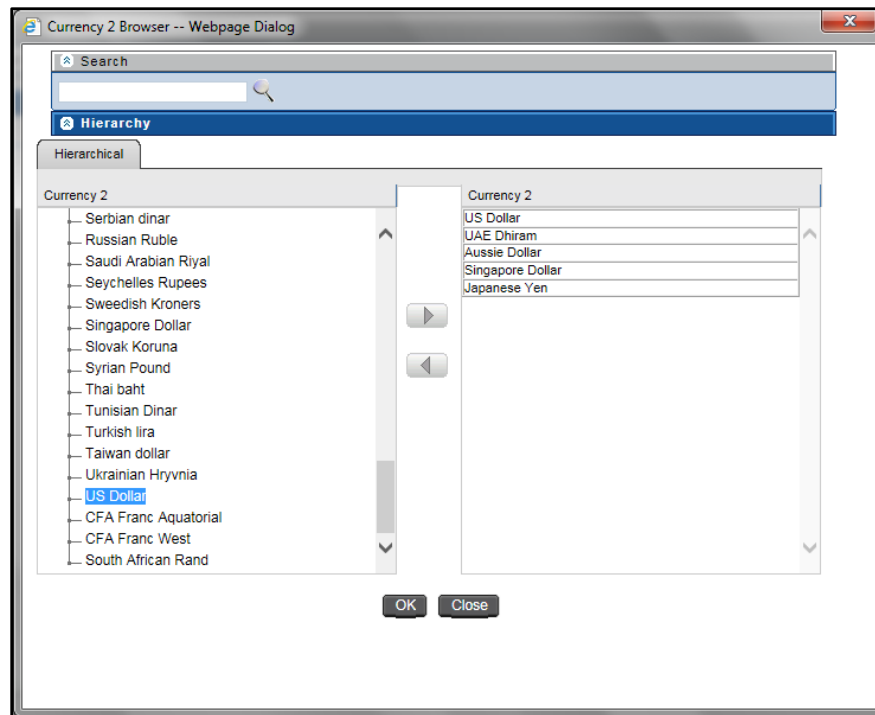 Currency 2 Browser -- Webpage Dialog
Search
Hierarchy
Hierarchical
Currency 2
Serbian dinar
Russian Ruble
Saudi Arabian Riyal
Seychelles Rupees
Sweedish Kroners
Singapore Dollar
Slovak Koruna
Syrian Pound
Thai baht
Tunisian Dinar
Turkish lira
Taiwan dollar
Ukrainian Hryvnia
US Dollar
CFA Franc Aquatorial
CFA Franc West
South African Rand
Currency 2
US Dollar
UAE Dhiram
Aussie Dollar
Singapore Dollar
Japanese Yen
OK Close